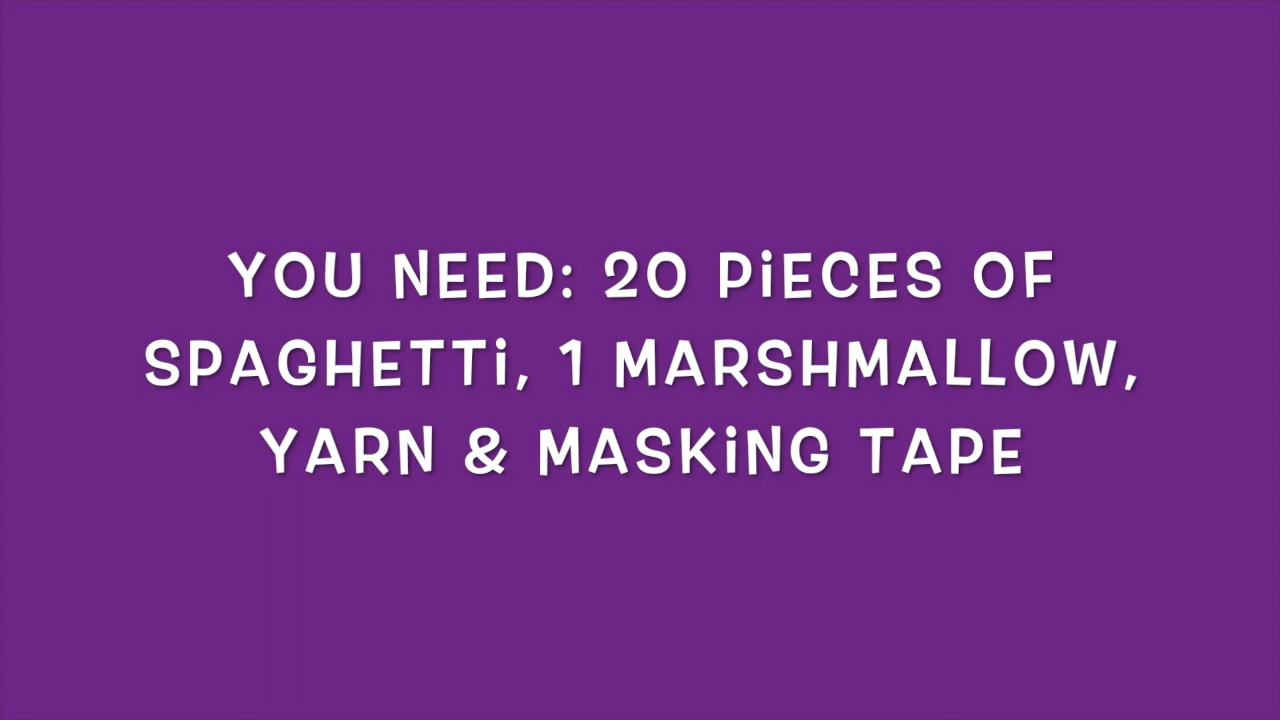 YOU NEED: 20 PiECES OF
SPAGHETTi, 1 MARSHMALLOW,
YARN & MASKiNG TAPE